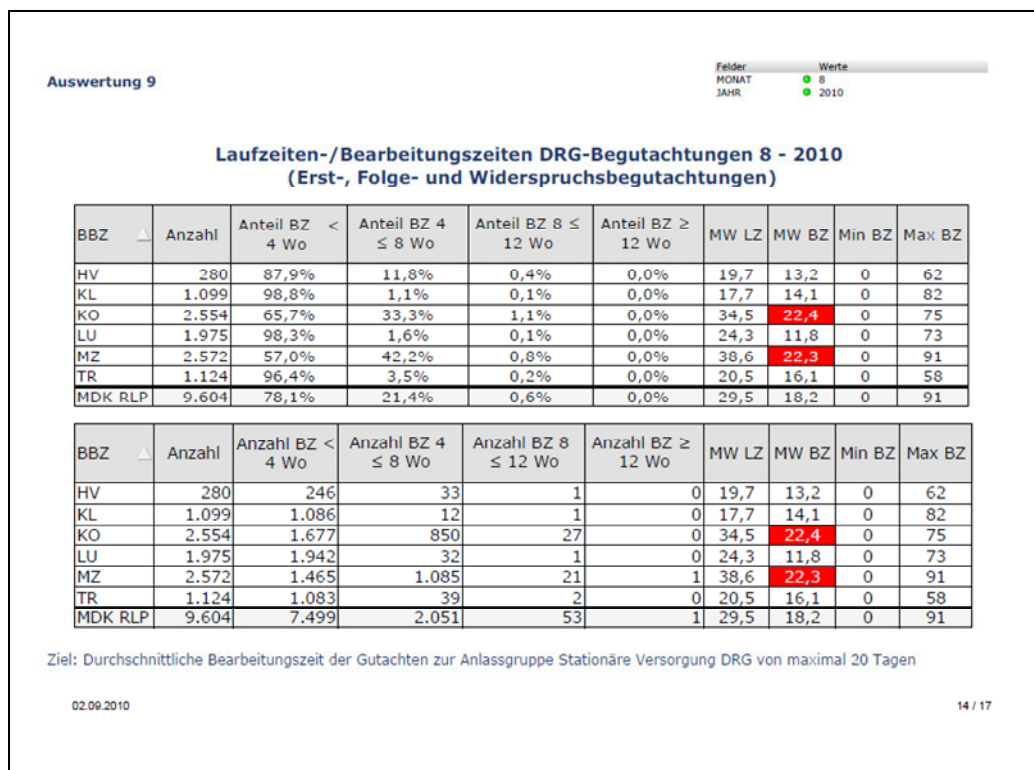 Felder Werte
Auswertung 9
MONAT 8
JAHR 2010
Laufzeiten-/Bearbeitungszeiten DRG-Begutachtungen 8 - 2010
(Erst-, Folge- und Widerspruchsbegutachtungen)
BBZ Anzahl Anteil BZ < 4 Wo Anteil BZ 4 ≤ 8 Wo Anteil BZ 8 ≤ 12 Wo Anteil BZ ≥ 12 Wo MW LZ MW BZ Min BZ Max BZ
HV 280 87,9% 11,8% 0,4% 0,0% 19,7 13,2 0 62
KL 1.099 98,8% 1,1% 0,1% 0,0% 17,7 14,1 0 82
KO 2.554 65,7% 33,3% 1,1% 0,0% 34,5 22,4 0 75
LU 1.975 98,3% 1,6% 0,1% 0,0% 24,3 11,8 0 73
MZ 2.572 57,0% 42,2% 0,8% 0,0% 38,6 22,3 0 91
TR 1.124 96,4% 3,5% 0,2% 0,0% 20,5 16,1 0 58
MDK RLP 9.604 78,1% 21,4% 0,6% 0,0% 29,5 18,2 0 91
BBZ Anzahl Anzahl BZ < 4 Wo Anzahl BZ 4 ≤ 8 Wo Anzahl BZ 8 ≤ 12 Wo Anzahl BZ ≥ 12 Wo MW LZ MW BZ Min BZ Max BZ
HV 280 246 33 1 0 19,7 13,2 0 62
KL 1.099 1.086 12 1 0 17,7 14,1 0 82
KO 2.554 1.677 850 27 0 34,5 22,4 0 75
LU 1.975 1.942 32 1 0 24,3 11,8 0 73
MZ 2.572 1.465 1.085 21 1 38,6 22,3 0 91
TR 1.124 1.083 39 2 0 20,5 16,1 0 58
MDK RLP 9.604 7.499 2.051 53 1 29,5 18,2 0 91
Ziel: Durchschnittliche Bearbeitungszeit der Gutachten zur Anlassgruppe Stationäre Versorgung DRG von maximal 20 Tagen
02.09.2010 14 / 17